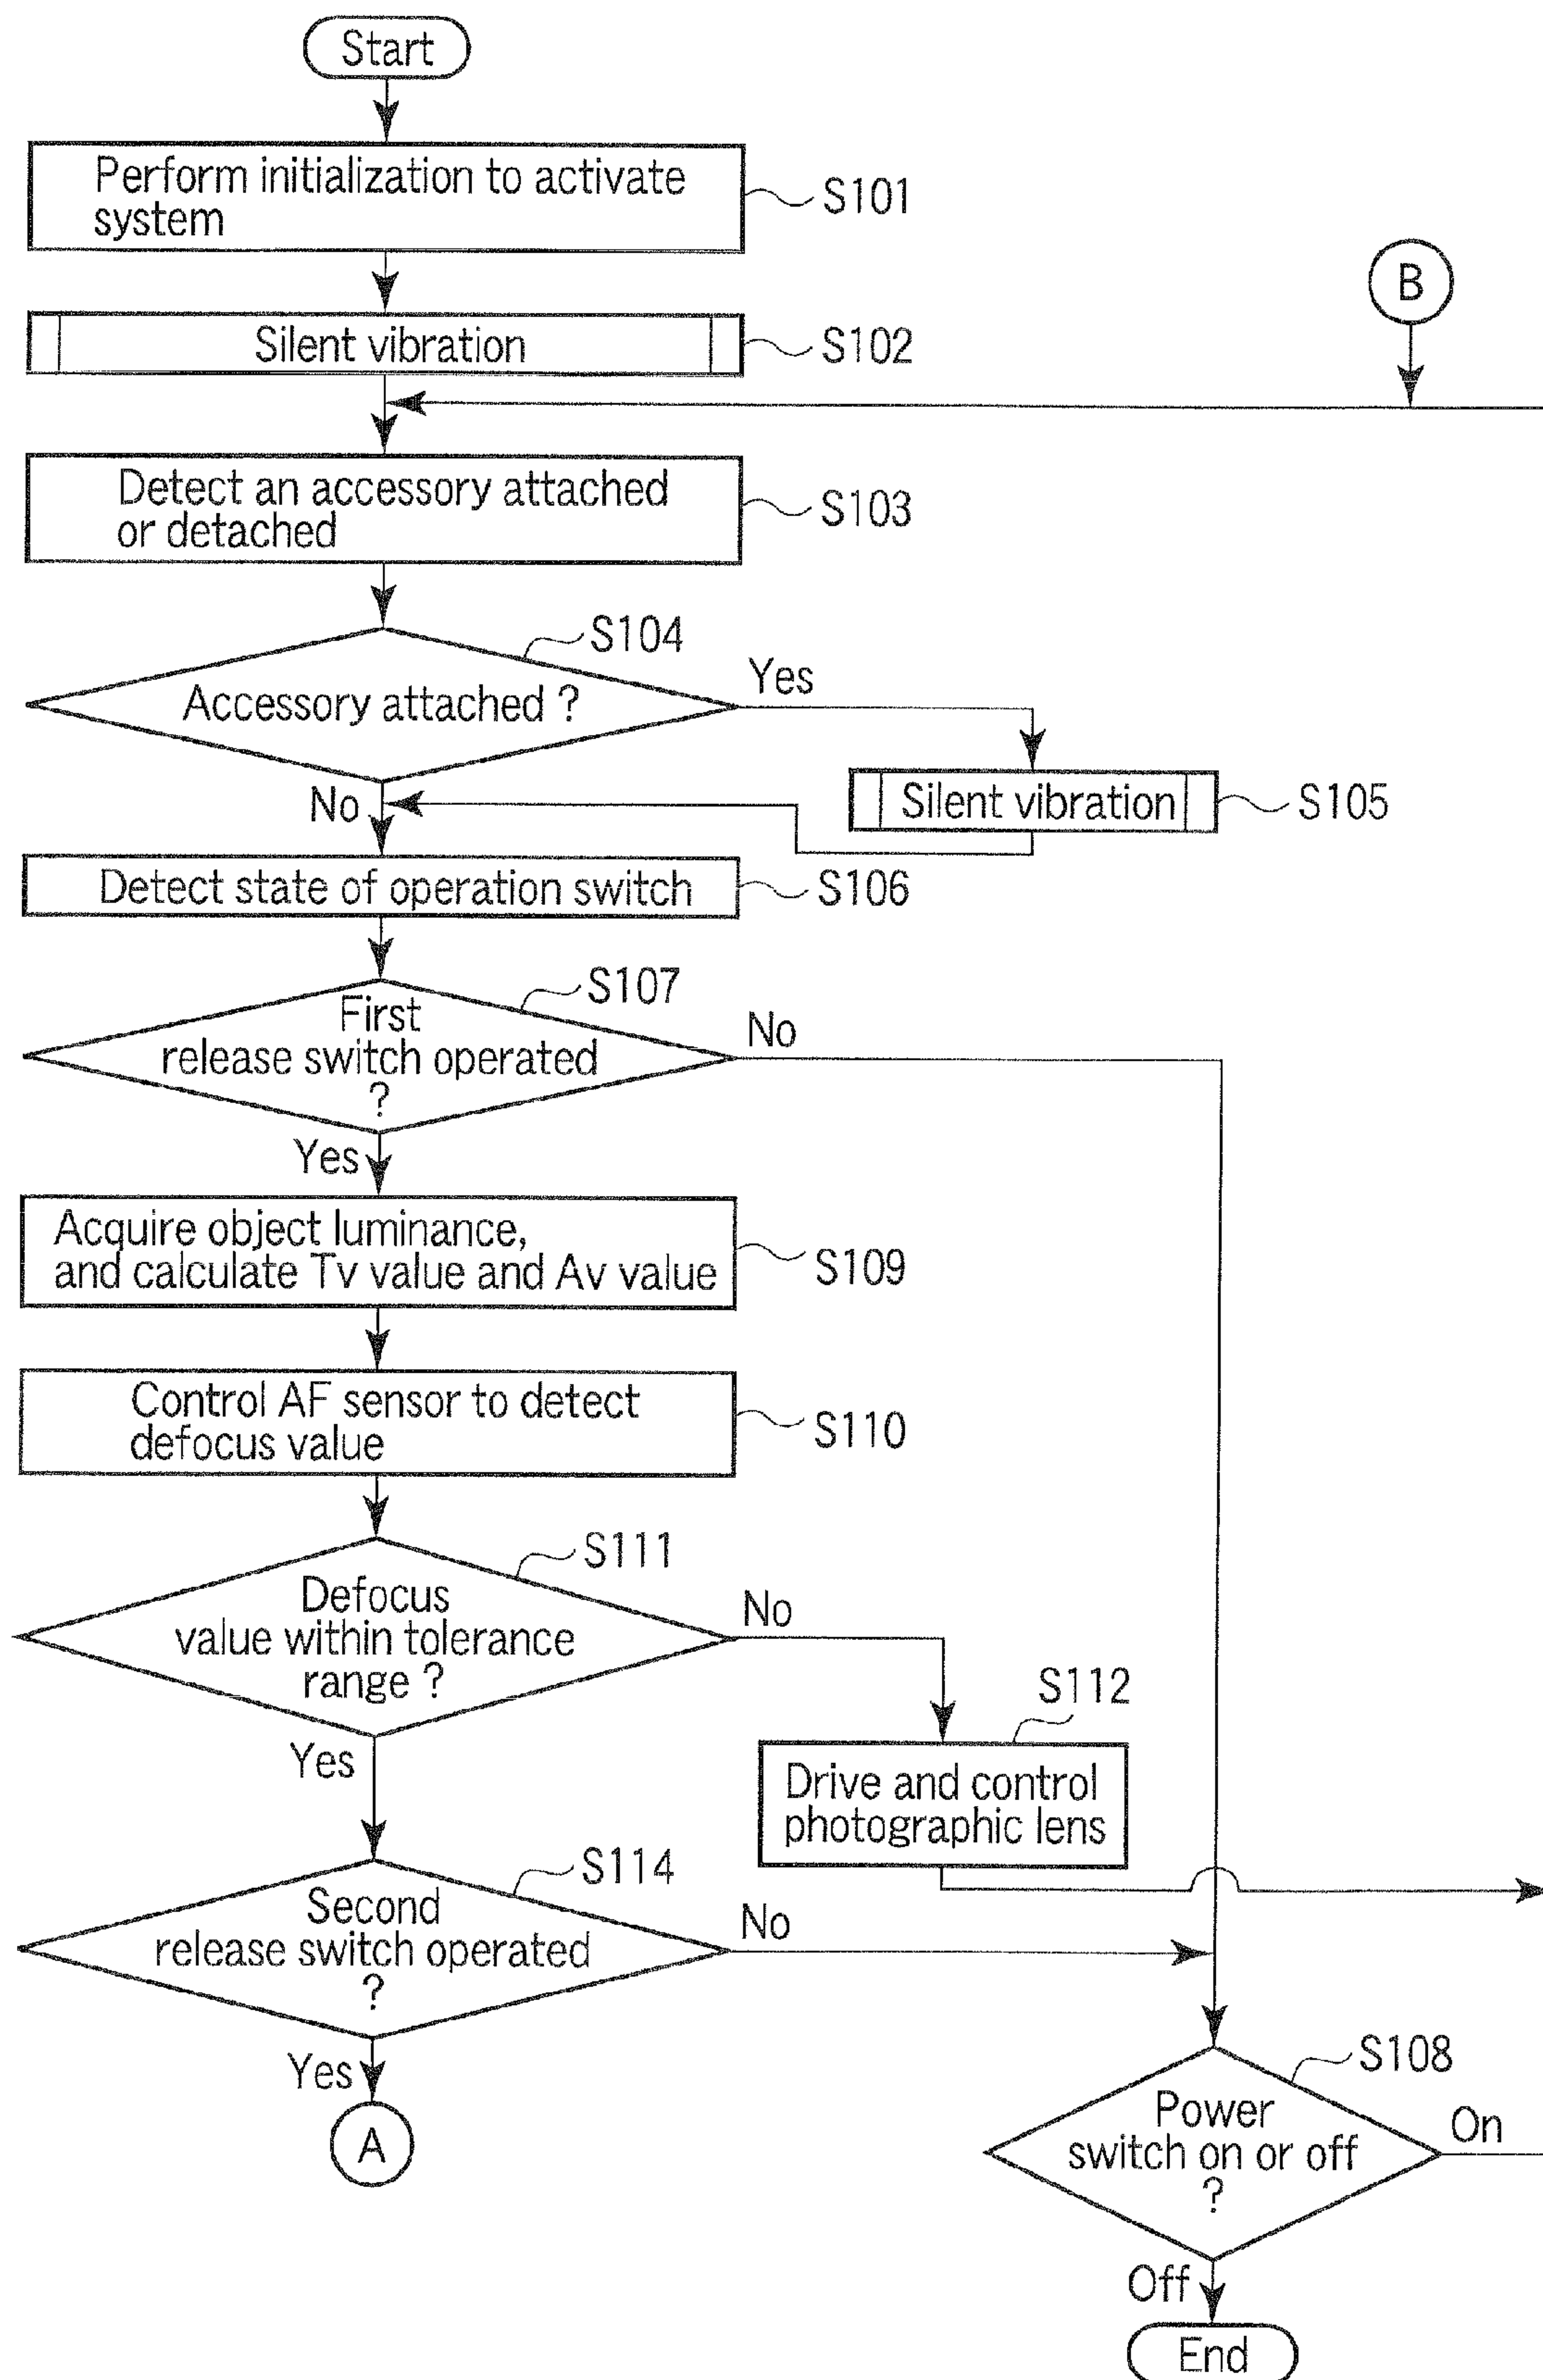 Start
Perform initialization to activate
system
S101
B
Silent vibration
S102
Detect an accessory attached
or detached
S103
S104
Accessory attached ?
Yes
No
Silent vibration
S105
Detect state of operation switch
S106
S107
First
release switch operated
?
No
Yes
Acquire object luminance,
and calculate Tv value and Av value
S109
Control AF sensor to detect
defocus value
S110
S111
Defocus
value within tolerance
range ?
No
Yes
S112
Drive and control
photographic lens
S114
Second
release switch operated
?
No
Yes
A
S108
Power
switch on or off
?
On
Off
End